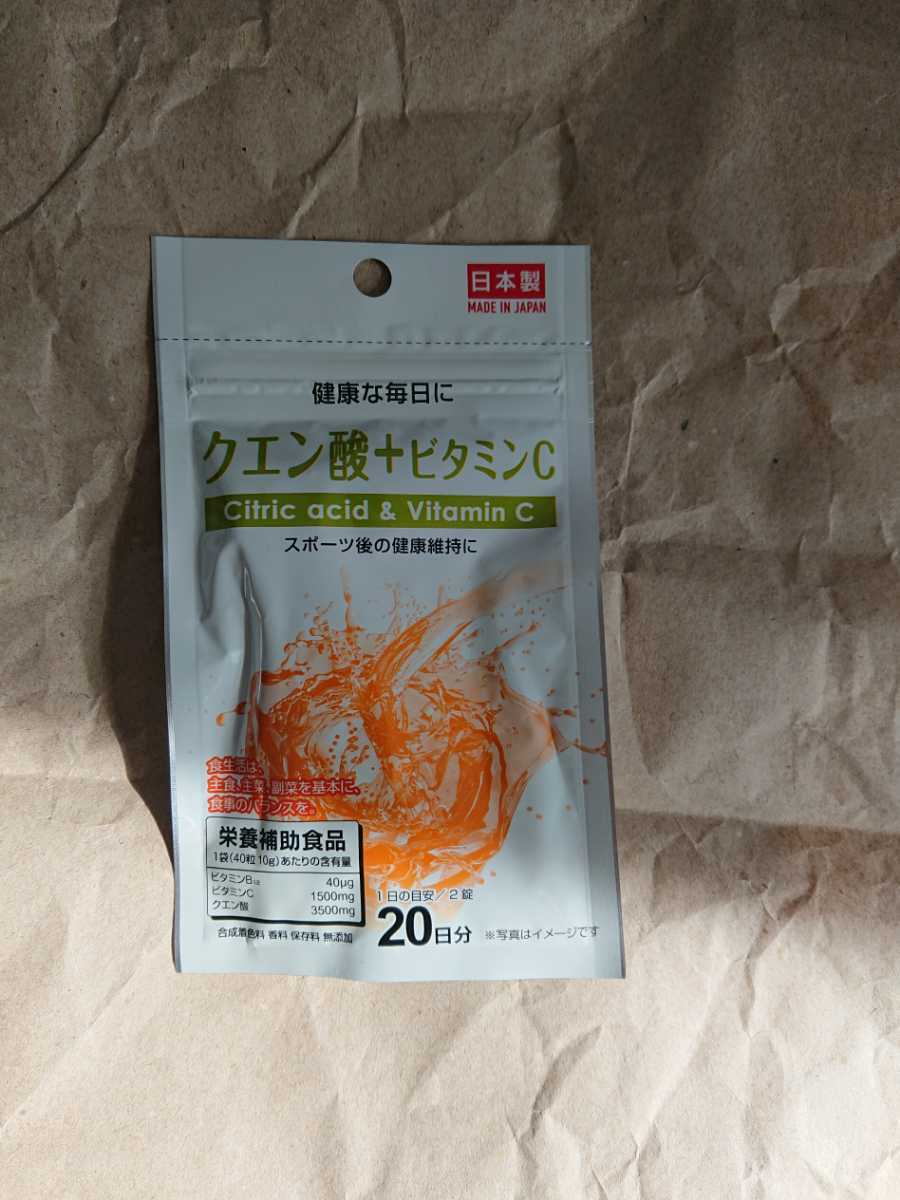 日本製
MADE IN JAPAN
健康な毎日に
クエン酸+ビタミンC
Citric acid & Vitamin C
スポーツ後の健康維持に
食生活は、
主食、主菜、副菜を基本に、
食事のバランスを。
栄養補助食品
1袋(40粒 10g)あたりの含有量
ビタミンB12 40μg
ビタミンC 1500mg
クエン酸 3500mg
合成着色料 香料 保存料 無添加
1日の目安/2錠
20日分
※写真はイメージです